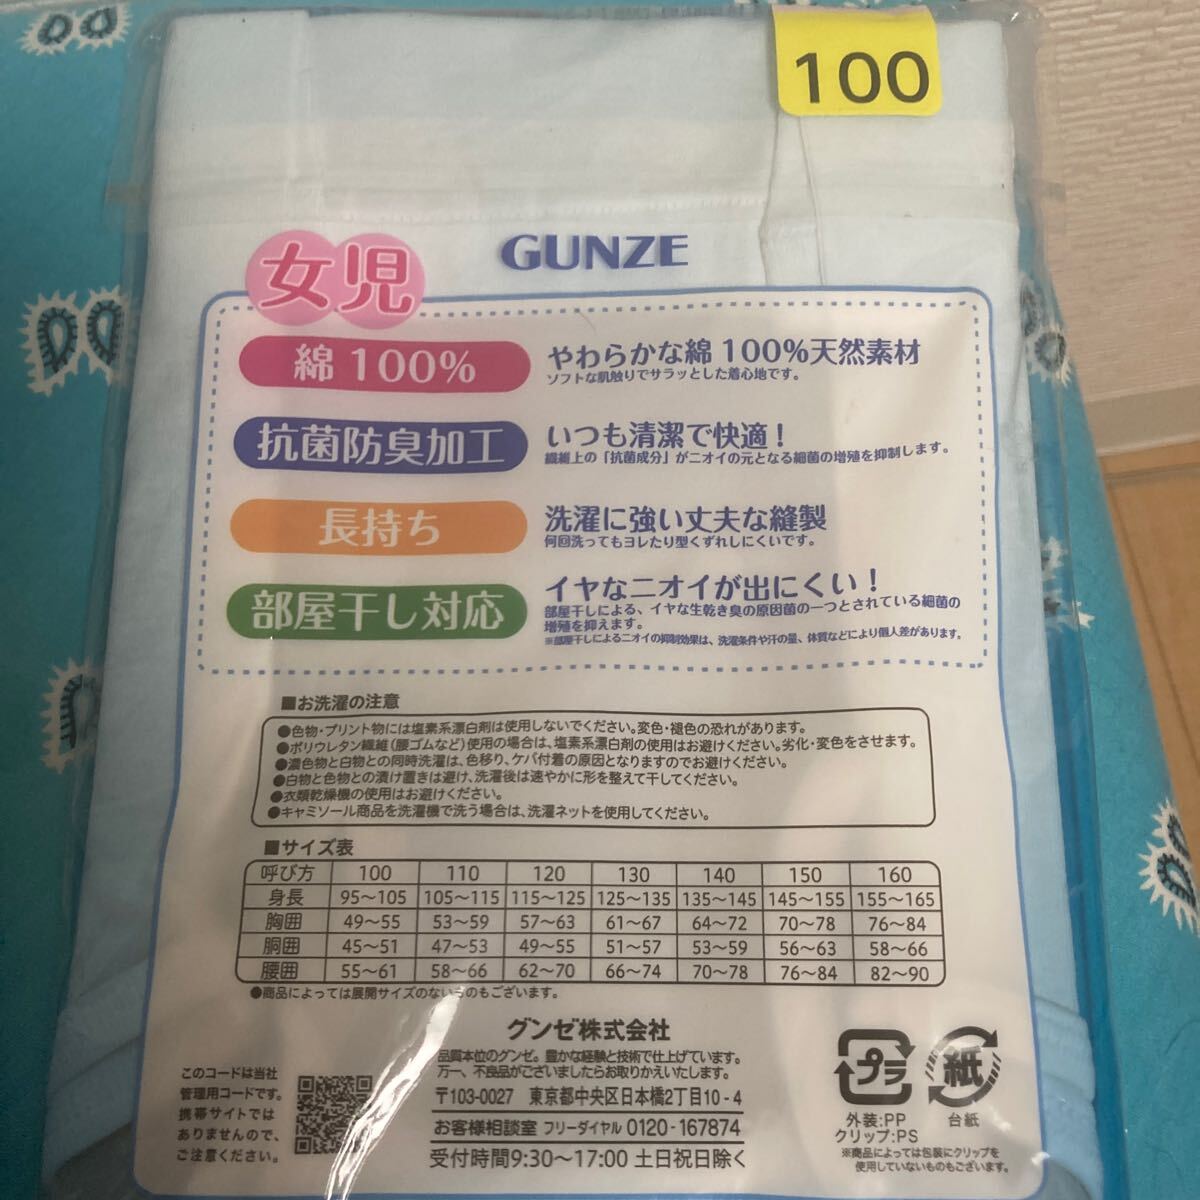 100
女児
GUNZE
綿100%
やわらかな綿100%天然素材
ソフトな肌触りでサラッとした着心地です。
抗菌防臭加工
いつも清潔で快適！
繊維上の「抗菌成分」がニオイの元となる細菌の増殖を抑制します。
長持ち
洗濯に強い丈夫な縫製
何回洗ってもヨレたり型くずれしにくいです。
部屋干し対応
イヤなニオイが出にくい！
部屋干しによる、イヤな生乾き臭の原因菌の一つとされている細菌の
増殖を抑えます。
※部屋干しによるニオイの抑制効果は、洗濯条件や汗の量、体質などにより個人差があります。
■お洗濯の注意
●色物・プリント物には塩素系漂白剤は使用しないでください。変色・褪色の恐れがあります。
●ポリウレタン繊維(腰ゴムなど)使用の場合は、塩素系漂白剤の使用はお避けください。劣化・変色をさせます。
●濃色物と白物との同時洗濯は、色移り、ケバ付着の原因となりますのでお避けください。
●白物と色物との漬け置きは避け、洗濯後は速やかに形を整えて干してください。
●衣類乾燥機の使用はお避けください。
●キャミソール商品を洗濯機で洗う場合は、洗濯ネットを使用してください。
■サイズ表
呼び方 100 110 120 130 140 150 160
身長 95〜105 105〜115 115〜125 125〜135 135〜145 145〜155 155〜165
胸囲 49〜55 53〜59 57〜63 61〜67 64〜72 70〜78 76〜84
胴囲 45〜51 47〜53 49〜55 51〜57 53〜59 56〜63 58〜66
腰囲 55〜61 58〜66 62〜70 66〜74 70〜78 76〜84 82〜90
●商品によっては展開サイズのないものもございます。
グンゼ株式会社
品質本位のグンゼ。豊かな経験と技術で仕上げています。
万一、不良品がございましたらお取りかえいたします。
〒103-0027 東京都中央区日本橋2丁目10-4
お客様相談室 フリーダイヤル 0120-167874
受付時間9:30〜17:00 土日祝日除く
このコードは当社
管理用コードです。
携帯サイトでは
ありませんので、
ご注意ください。
プラ
紙
外装:PP
クリップ:PS
台紙
※商品によっては包装にクリップを
使用していないものもございます。